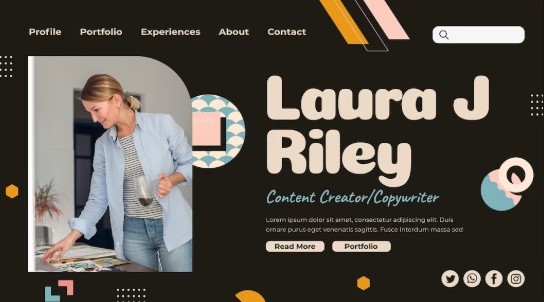 Profile Portfolio Experiences About Contact
Laura J
Riley
Content Creator/Copywriter
Lorem ipsum dolor sit amet, consectetur adipiscing elit. Duis
ornare purus eget venenatis sagittis. Fusce interdum massa sed
Read More Portfolio